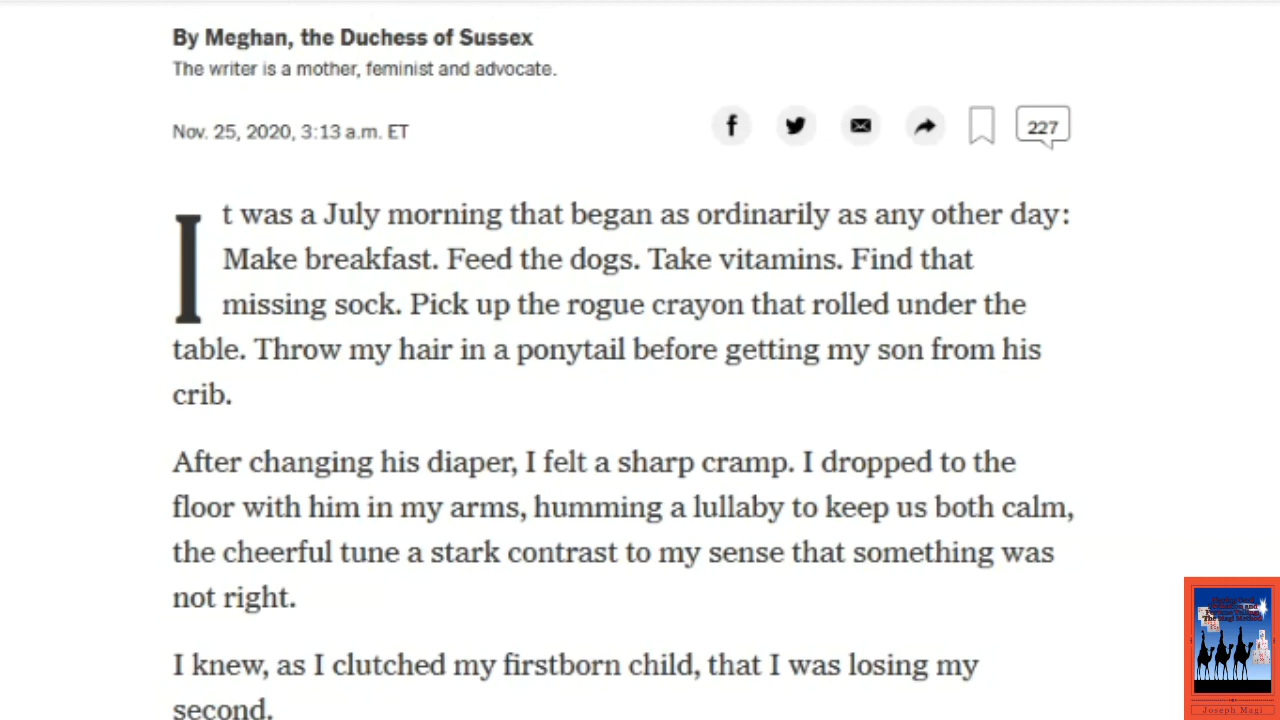 By Meghan, the Duchess of Sussex
The writer is a mother, feminist and advocate.
Nov. 25, 2020, 3:13 a.m. ET
227
It was a July morning that began as ordinarily as any other day:
Make breakfast. Feed the dogs. Take vitamins. Find that
missing sock. Pick up the rogue crayon that rolled under the
table. Throw my hair in a ponytail before getting my son from his
crib.
After changing his diaper, I felt a sharp cramp. I dropped to the
floor with him in my arms, humming a lullaby to keep us both calm,
the cheerful tune a stark contrast to my sense that something was
not right.
I knew, as I clutched my firstborn child, that I was losing my
second.
The Magi Method
Joseph Magi